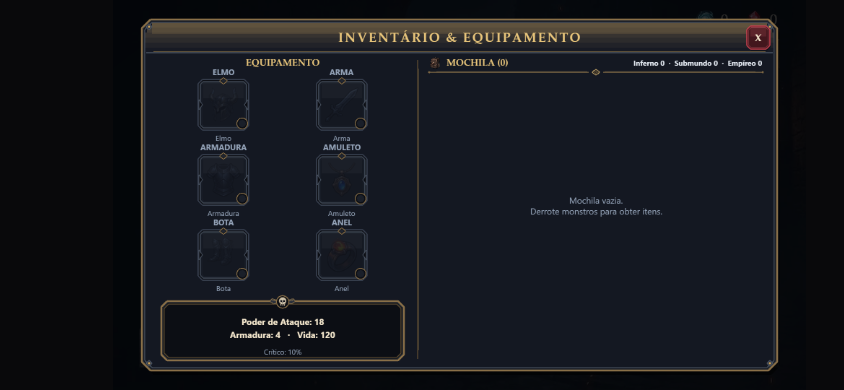 INVENTÁRIO & EQUIPAMENTO
X
EQUIPAMENTO
ELMO
ARMA
Elmo
Arma
ARMADURA
AMULETO
Armadura
Amuleto
BOTA
ANEL
Bota
Anel
Poder de Ataque: 18
Armadura: 4 · Vida: 120
Crítico: 10%
MOCHILA (0)
Inferno 0 · Submundo 0 · Empíreo 0
Mochila vazia.
Derrote monstros para obter itens.